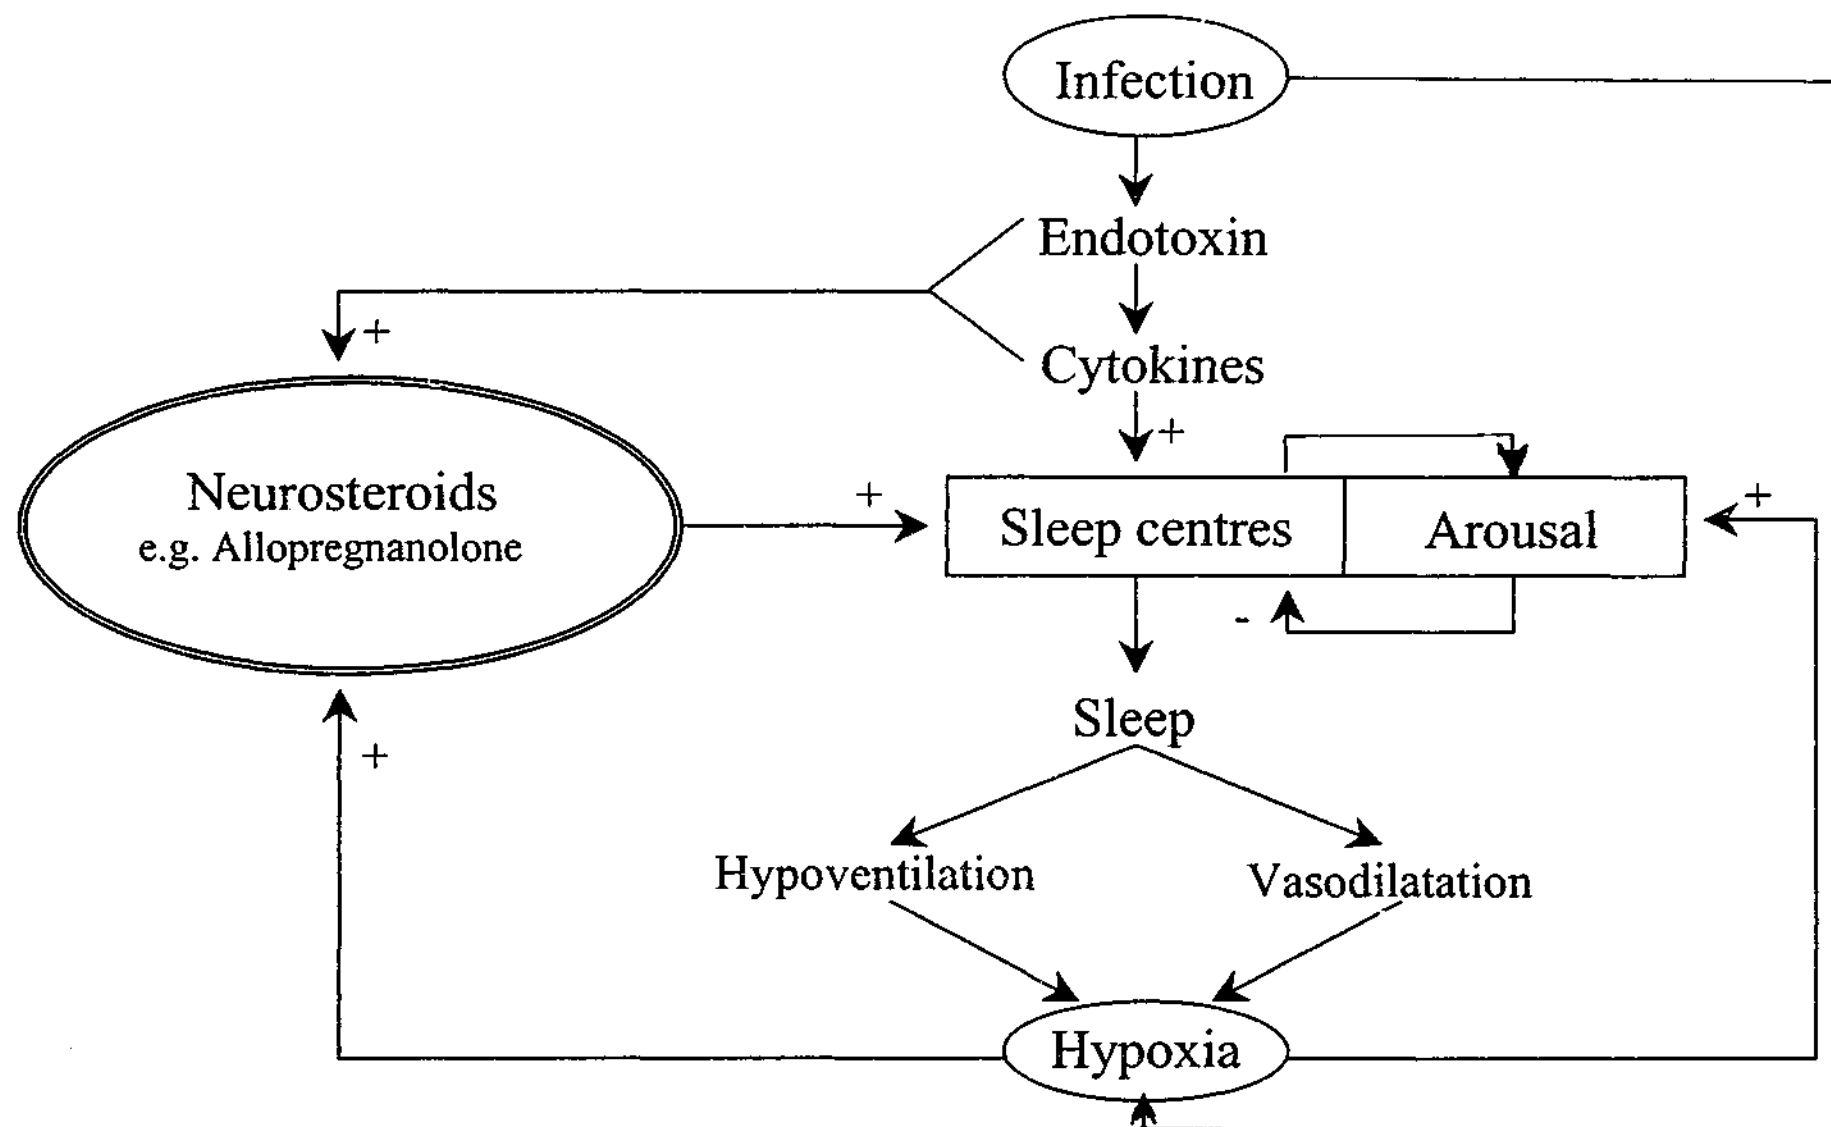 Infection
Endotoxin
+
Cytokines
+
Neurosteroids
e.g. Allopregnanolone
+
Sleep centres
Arousal
+
-
Sleep
+
Hypoventilation
Vasodilatation
Hypoxia